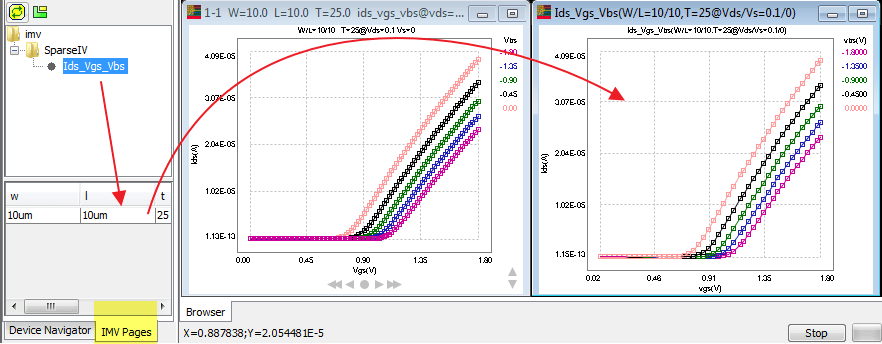 imv
SparseIV
Ids_Vgs_Vbs
w l t
10um 10um 25
III
Device Navigator IMV Pages
1-1 W=10.0 L=10.0 T=25.0 ids_vgs_vbs@vds=...
W/L=10/10 T=25@Vds=0.1 Vs=0
vbs
-1.80
-1.35
-0.90
-0.45
0.00
4.09E-05
3.07E-05
2.04E-05
1.02E-05
1.13E-13
Ids(A)
0.00 0.45 0.90 1.35 1.80
Vgs(V)
Ids_Vgs_Vbs(W/L=10/10,T=25@Vds/Vs=0.1/0)
Ids_Vgs_Vbs(W/L=10/10,T=25@Vds/Vs=0.1/0)
vbs
-1.8000
-1.3500
-0.9000
-0.4500
0.0000
4.09E-05
3.07E-05
2.04E-05
1.02E-05
1.15E-13
Ids(A)
0.02 0.46 0.91 1.35 1.80
vgs(V)
Browser
X=0.887838;Y=2.054481E-5
Stop